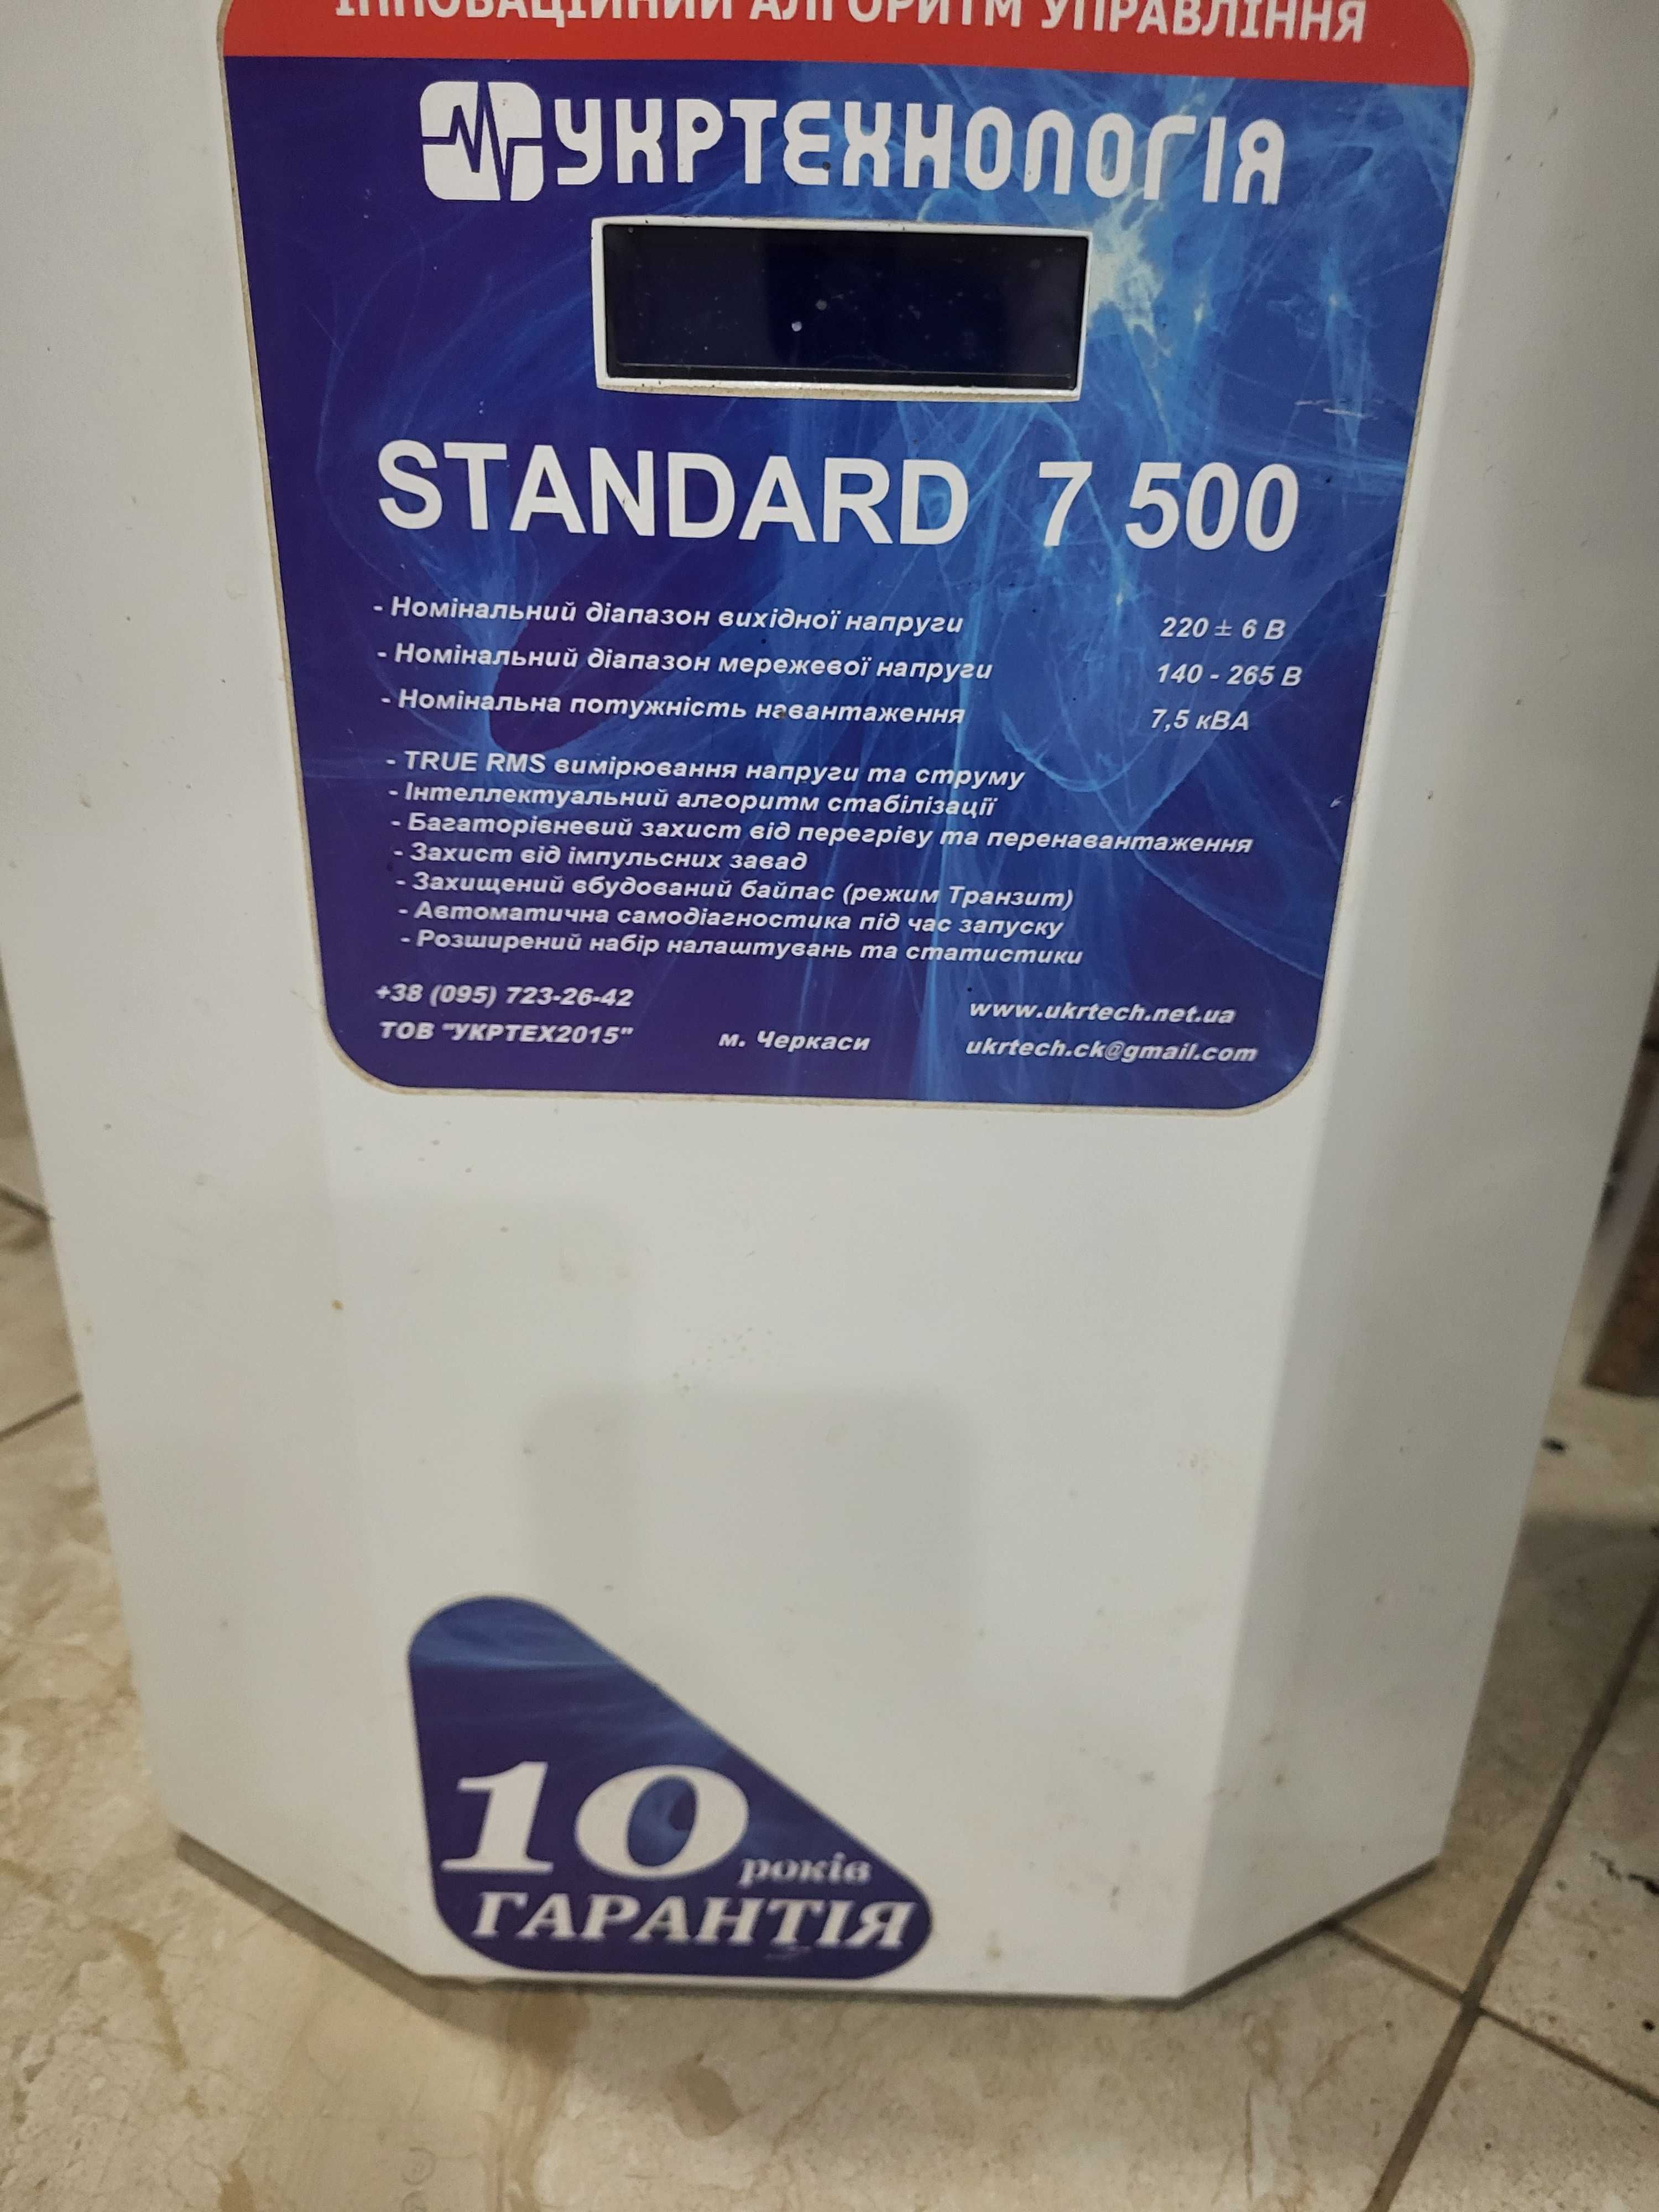 ІННОВАЦІЙНИЙ АЛГОРИТМ УПРАВЛІННЯ
УКРТЕХНОЛОГІЯ
STANDARD 7 500
- Номінальний діапазон вихідної напруги 220 ± 6 В
- Номінальний діапазон мережевої напруги 140 - 265 В
- Номінальна потужність навантаження 7,5 кВА
- TRUE RMS вимірювання напруги та струму
- Інтеллектуальний алгоритм стабілізації
- Багаторівневий захист від перегріву та перенавантаження
- Захист від імпульсних завад
- Захищений вбудований байпас (режим Транзит)
- Автоматична самодіагностика під час запуску
- Розширений набір налаштувань та статистики
+38 (095) 723-26-42 www.ukrtech.net.ua
ТОВ "УКРТЕХ2015" м. Черкаси ukrtech.ck@gmail.com
10 років
ГАРАНТІЯ